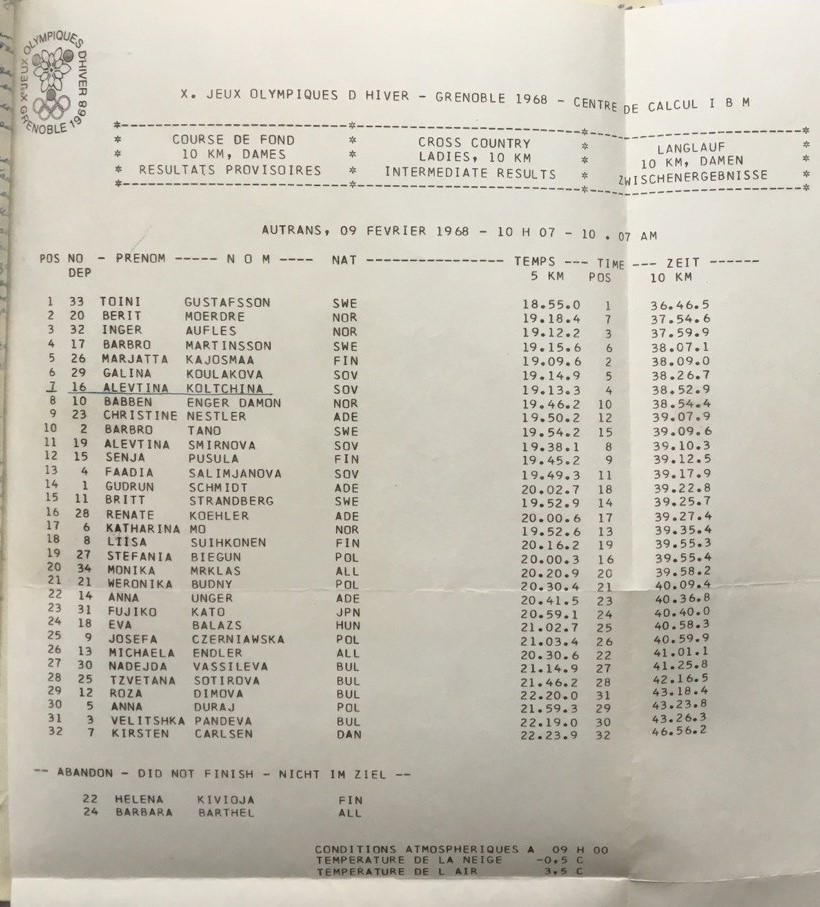 JEUX OLYMPIQUES D'HIVER
GRENOBLE 1968
X. JEUX OLYMPIQUES D HIVER - GRENOBLE 1968 - CENTRE DE CALCUL I B M
*---------------------------*---------------------------*---------------------------*
* COURSE DE FOND * CROSS COUNTRY * LANGLAUF *
* 10 KM, DAMES * LADIES, 10 KM * 10 KM, DAMEN *
* RESULTATS PROVISOIRES * INTERMEDIATE RESULTS * ZWISCHENERGEBNISSE *
*---------------------------*---------------------------*---------------------------*
AUTRANS, 09 FEVRIER 1968 - 10 H 07 - 10 . 07 AM
POS NO - PRENOM ----- N O M ---- NAT ---------------- TEMPS --- TIME --- ZEIT ------
DEP 5 KM POS 10 KM
1 33 TOINI GUSTAFSSON SWE 18.55.0 1 36.46.5
2 20 BERIT MOERDRE NOR 19.18.4 7 37.54.6
3 32 INGER AUFLES NOR 19.12.2 3 37.59.9
4 17 BARBRO MARTINSSON SWE 19.15.6 6 38.07.1
5 26 MARJATTA KAJOSMAA FIN 19.09.6 2 38.09.0
6 29 GALINA KOULAKOVA SOV 19.14.9 5 38.26.7
7 16 ALEVTINA KOLTCHINA SOV 19.13.3 4 38.52.9
8 10 BABBEN ENGER DAMON NOR 19.46.2 10 38.54.4
9 23 CHRISTINE NESTLER ADE 19.50.2 12 39.07.9
10 2 BARBRO TANO SWE 19.54.2 15 39.09.6
11 19 ALEVTINA SMIRNOVA SOV 19.38.1 8 39.10.3
12 15 SENJA PUSULA FIN 19.45.2 9 39.12.5
13 4 FAADIA SALIMJANOVA SOV 19.49.3 11 39.17.9
14 1 GUDRUN SCHMIDT ADE 20.02.7 18 39.22.8
15 11 BRITT STRANDBERG SWE 19.52.9 14 39.25.7
16 28 RENATE KOEHLER ADE 20.00.6 17 39.27.4
17 6 KATHARINA MO NOR 19.52.6 13 39.35.4
18 8 LIISA SUIHKONEN FIN 20.16.2 19 39.55.3
19 27 STEFANIA BIEGUN POL 20.00.3 16 39.55.4
20 34 MONIKA MRKLAS ALL 20.20.9 20 39.58.2
21 21 WERONIKA BUDNY POL 20.30.4 21 40.09.4
22 14 ANNA UNGER ADE 20.41.5 23 40.36.8
23 31 FUJIKO KATO JPN 20.59.1 24 40.40.0
24 18 EVA BALAZS HUN 21.02.7 25 40.58.3
25 9 JOSEFA CZERNIAWSKA POL 21.03.4 26 40.59.9
26 13 MICHAELA ENDLER ALL 20.30.6 22 41.01.1
27 30 NADEJDA VASSILEVA BUL 21.14.9 27 41.25.8
28 25 TZVETANA SOTIROVA BUL 21.46.2 28 42.16.5
29 12 ROZA DIMOVA BUL 22.20.0 31 43.18.4
30 5 ANNA DURAJ POL 21.59.3 29 43.23.8
31 3 VELITSHKA PANDEVA BUL 22.19.0 30 43.26.3
32 7 KIRSTEN CARLSEN DAN 22.23.9 32 46.56.2
-- ABANDON - DID NOT FINISH - NICHT IM ZIEL --
22 HELENA KIVIOJA FIN
24 BARBARA BARTHEL ALL
CONDITIONS ATMOSPHERIQUES A 09 H 00
TEMPERATURE DE LA NEIGE -0,5 C
TEMPERATURE DE L AIR 3,5 C